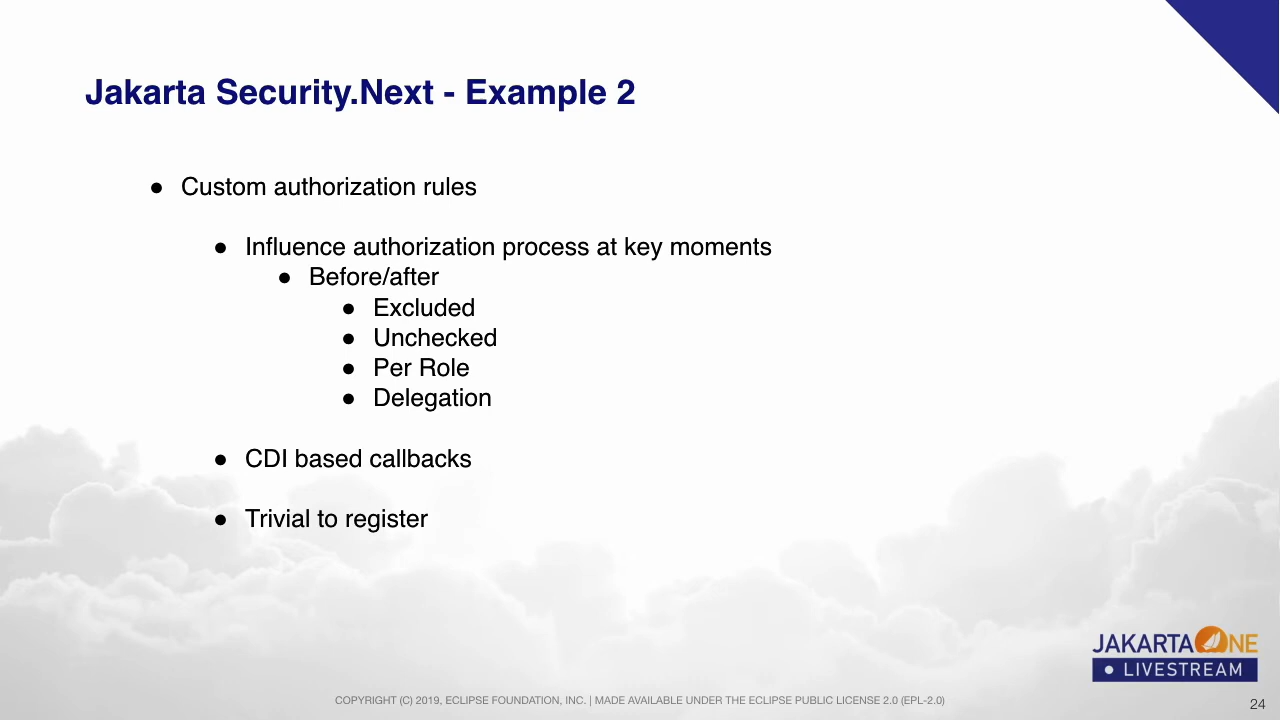 Jakarta Security.Next - Example 2
● Custom authorization rules
● Influence authorization process at key moments
● Before/after
● Excluded
● Unchecked
● Per Role
● Delegation
● CDI based callbacks
● Trivial to register
JAKARTA ONE
● LIVESTREAM
COPYRIGHT (C) 2019, ECLIPSE FOUNDATION, INC. | MADE AVAILABLE UNDER THE ECLIPSE PUBLIC LICENSE 2.0 (EPL-2.0)
24